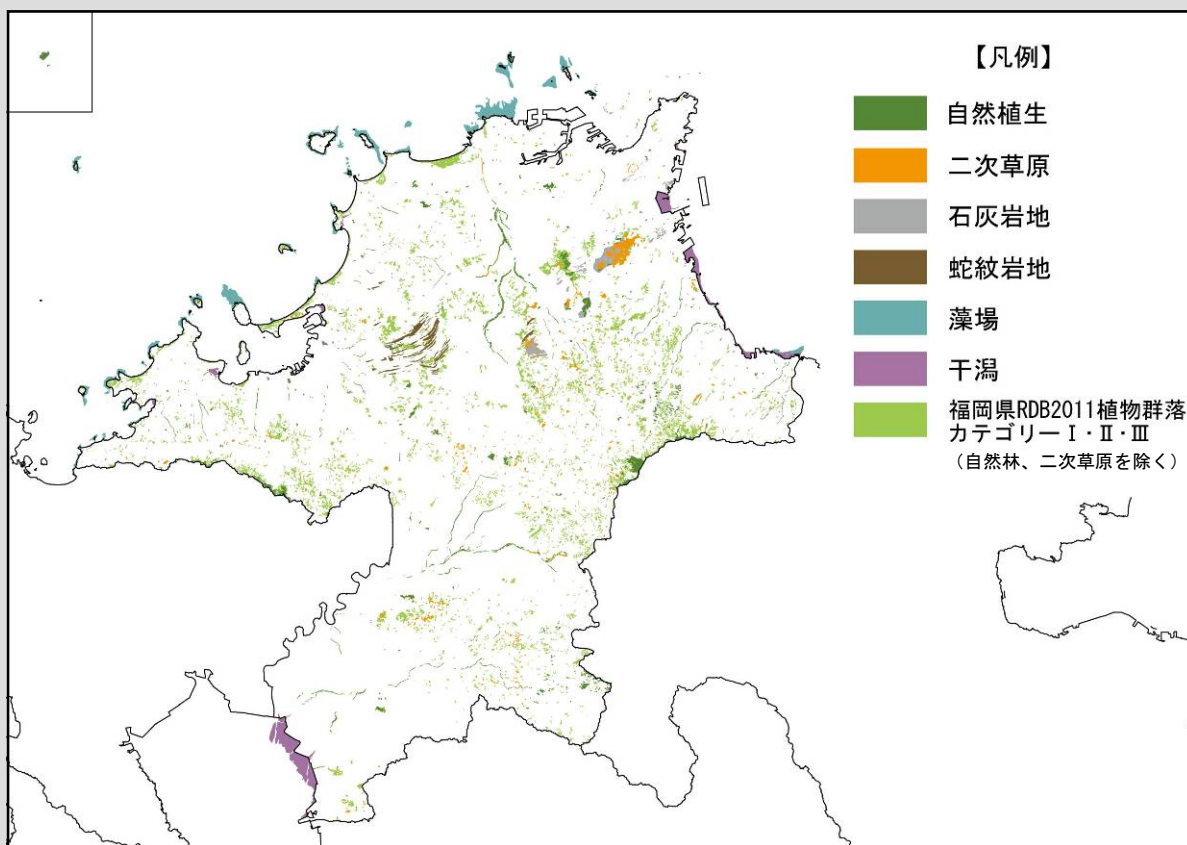 【凡例】
自然植生
二次草原
石灰岩地
蛇紋岩地
藻場
干潟
福岡県RDB2011植物群落
カテゴリーⅠ・Ⅱ・Ⅲ
（自然林、二次草原を除く）